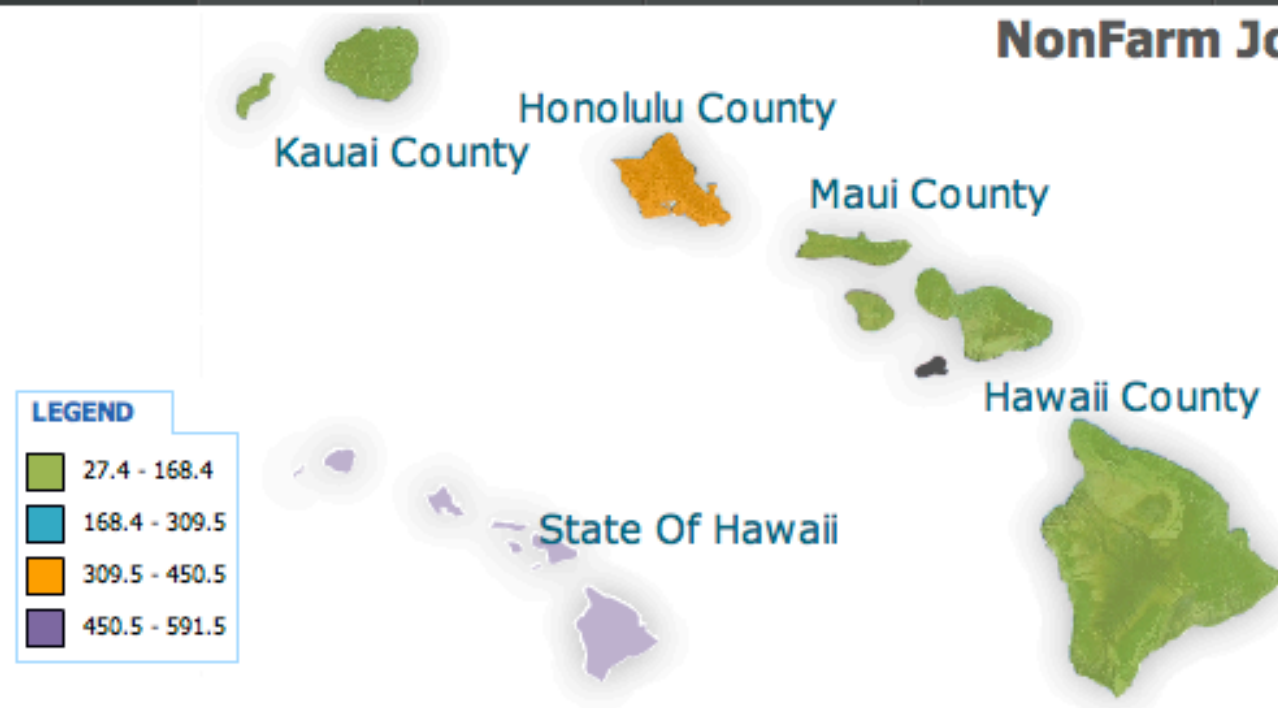 NonFarm
Honolulu County
Kauai County
Maui County
Hawaii County
LEGEND
27.4 - 168.4
168.4 - 309.5
309.5 - 450.5
450.5 - 591.5
State Of Hawaii